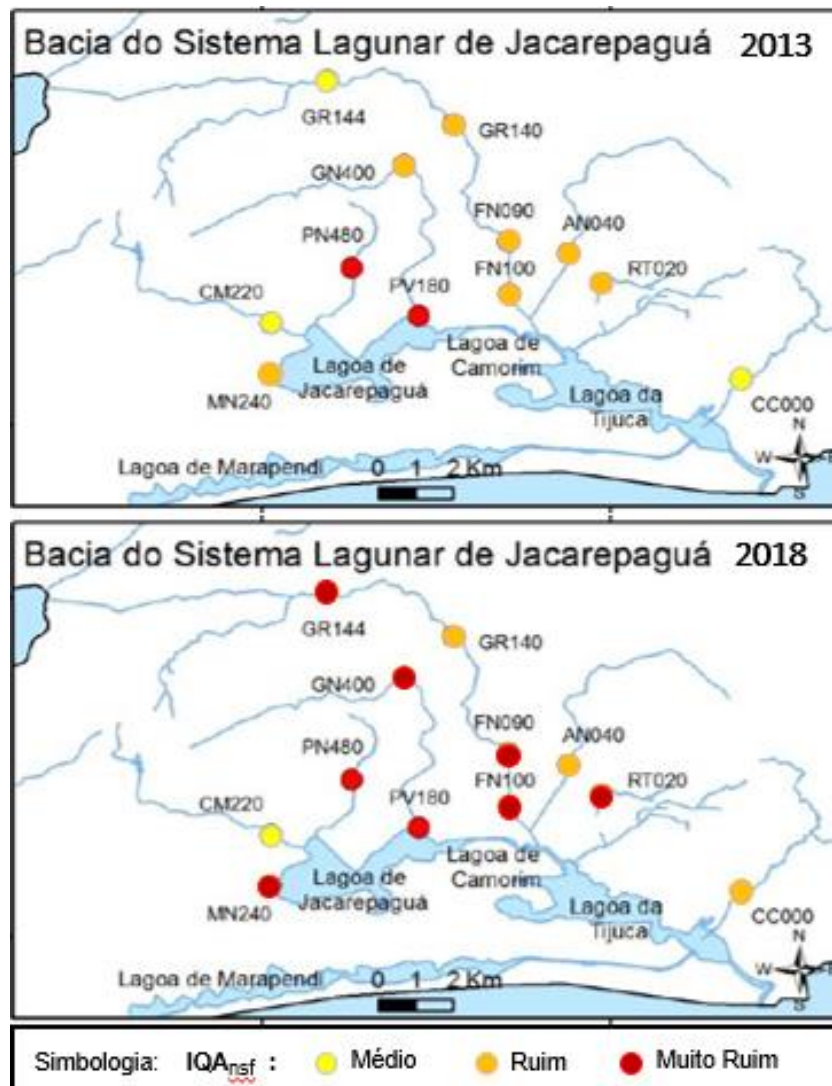 Bacia do Sistema Lagunar de Jacarepaguá 2013
GR144
GR140
GN400
FN090
AN040
PN480
FN100
RT020
CM220
PV180
Lagoa de
Camorim
Lagoa de
Jacarepaguá
MN240
Lagoa da
Tijuca
CC000
N
W
E
S
Lagoa de Marapendi
0 1 2 Km
Bacia do Sistema Lagunar de Jacarepaguá 2018
GR144
GR140
GN400
FN090
AN040
PN480
FN100
RT020
CM220
PV180
Lagoa de
Camorim
Lagoa de
Jacarepaguá
MN240
Lagoa da
Tijuca
CC000
N
W
E
S
Lagoa de Marapendi
0 1 2 Km
Simbologia: IQAnsf : Médio Ruim Muito Ruim